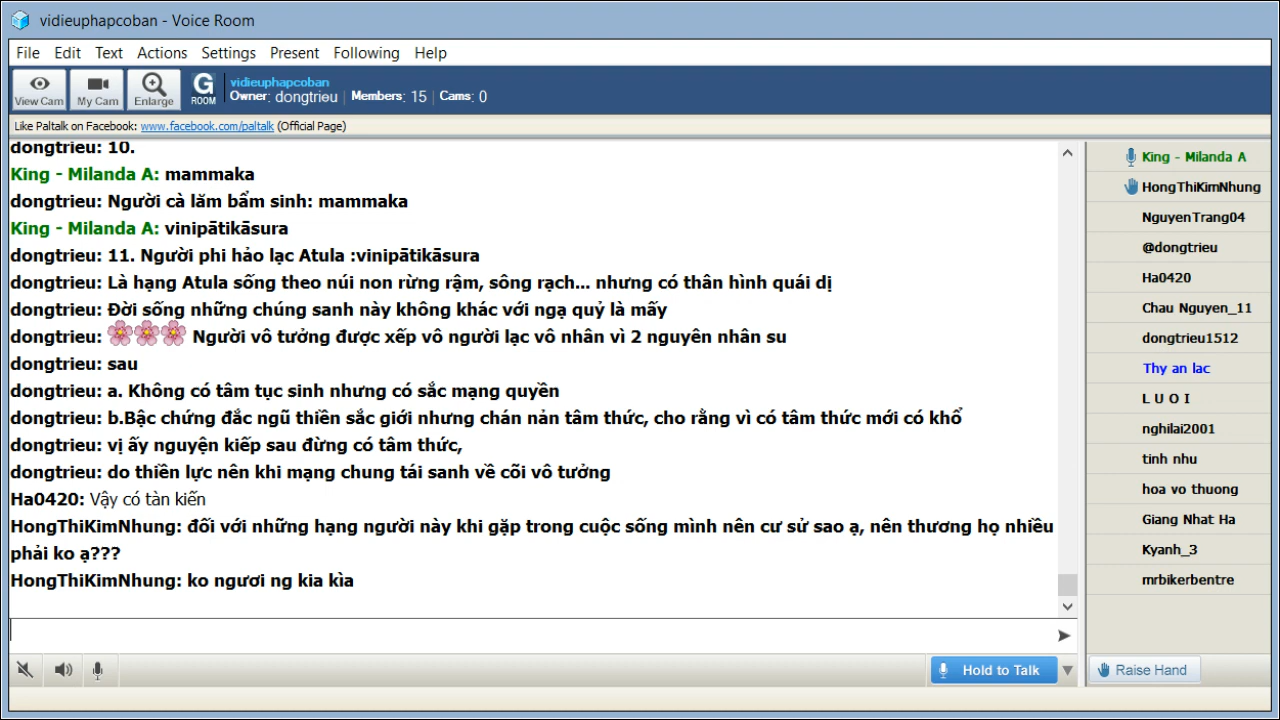 vidieuphapcoban - Voice Room
File Edit Text Actions Settings Present Following Help
View Cam My Cam Enlarge G ROOM
vidieuphapcoban
Owner: dongtrieu | Members: 15 | Cams: 0
Like Paltalk on Facebook: www.facebook.com/paltalk (Official Page)
dongtrieu: 10.
King - Milanda A: mammaka
dongtrieu: Người cà lăm bẩm sinh: mammaka
King - Milanda A: vinipātikāsura
dongtrieu: 11. Người phi hảo lạc Atula :vinipātikāsura
dongtrieu: Là hạng Atula sống theo núi non rừng rậm, sông rạch... nhưng có thân hình quái dị
dongtrieu: Đời sống những chúng sanh này không khác với ngạ quỷ là mấy
dongtrieu: Người vô tưởng được xếp vô người lạc vô nhân vì 2 nguyên nhân su
dongtrieu: sau
dongtrieu: a. Không có tâm tục sinh nhưng có sắc mạng quyền
dongtrieu: b.Bậc chứng đắc ngũ thiền sắc giới nhưng chán nản tâm thức, cho rằng vì có tâm thức mới có khổ
dongtrieu: vị ấy nguyện kiếp sau đừng có tâm thức,
dongtrieu: do thiền lực nên khi mạng chung tái sanh về cõi vô tưởng
Ha0420: Vậy có tàn kiến
HongThiKimNhung: đối với những hạng người này khi gặp trong cuộc sống mình nên cư sử sao ạ, nên thương họ nhiều
phải ko ạ???
HongThiKimNhung: ko ngươi ng kia kìa
King - Milanda A
HongThiKimNhung
NguyenTrang04
@dongtrieu
Ha0420
Chau Nguyen_11
dongtrieu1512
Thy an lac
L U O I
nghilai2001
tinh nhu
hoa vo thuong
Giang Nhat Ha
Kyanh_3
mrbikerbentre
Hold to Talk
Raise Hand